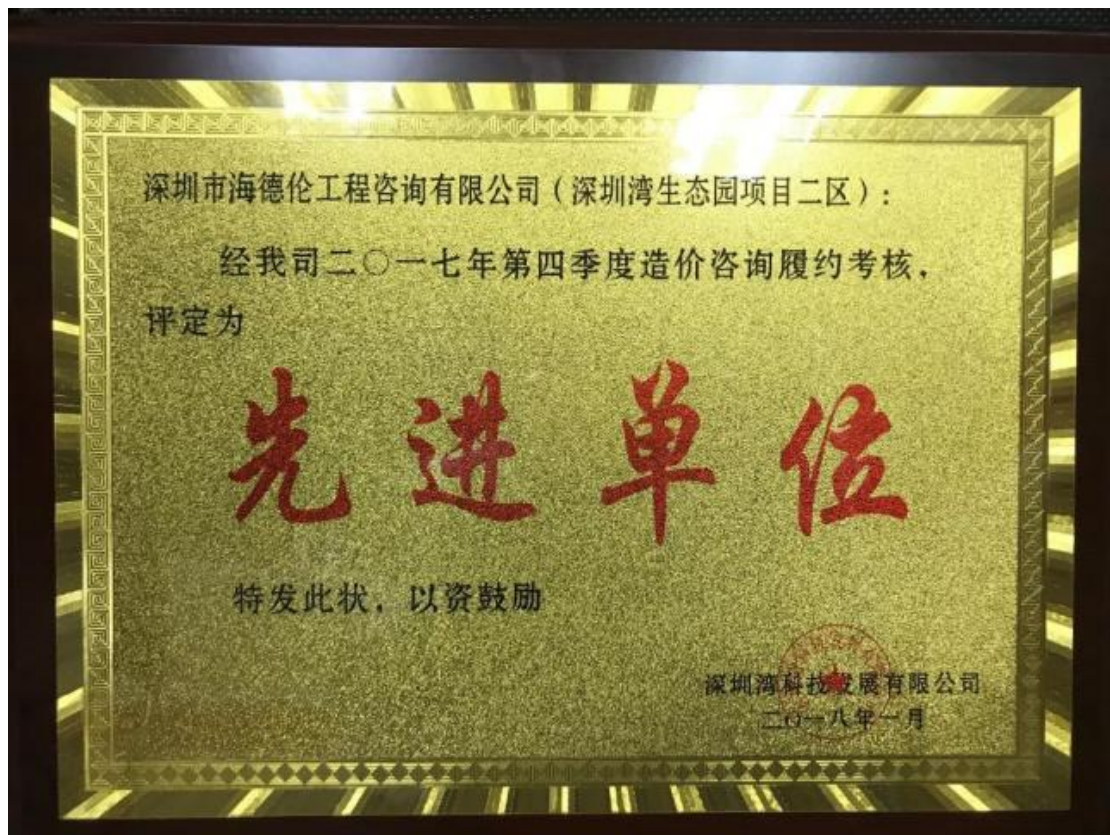 深圳市海德伦工程咨询有限公司（深圳湾生态园项目二区）：
经我司二〇一七年第四季度造价咨询履约考核，
评定为
先进单位
特发此状，以资鼓励
深圳湾科技发展有限公司
二〇一八年一月